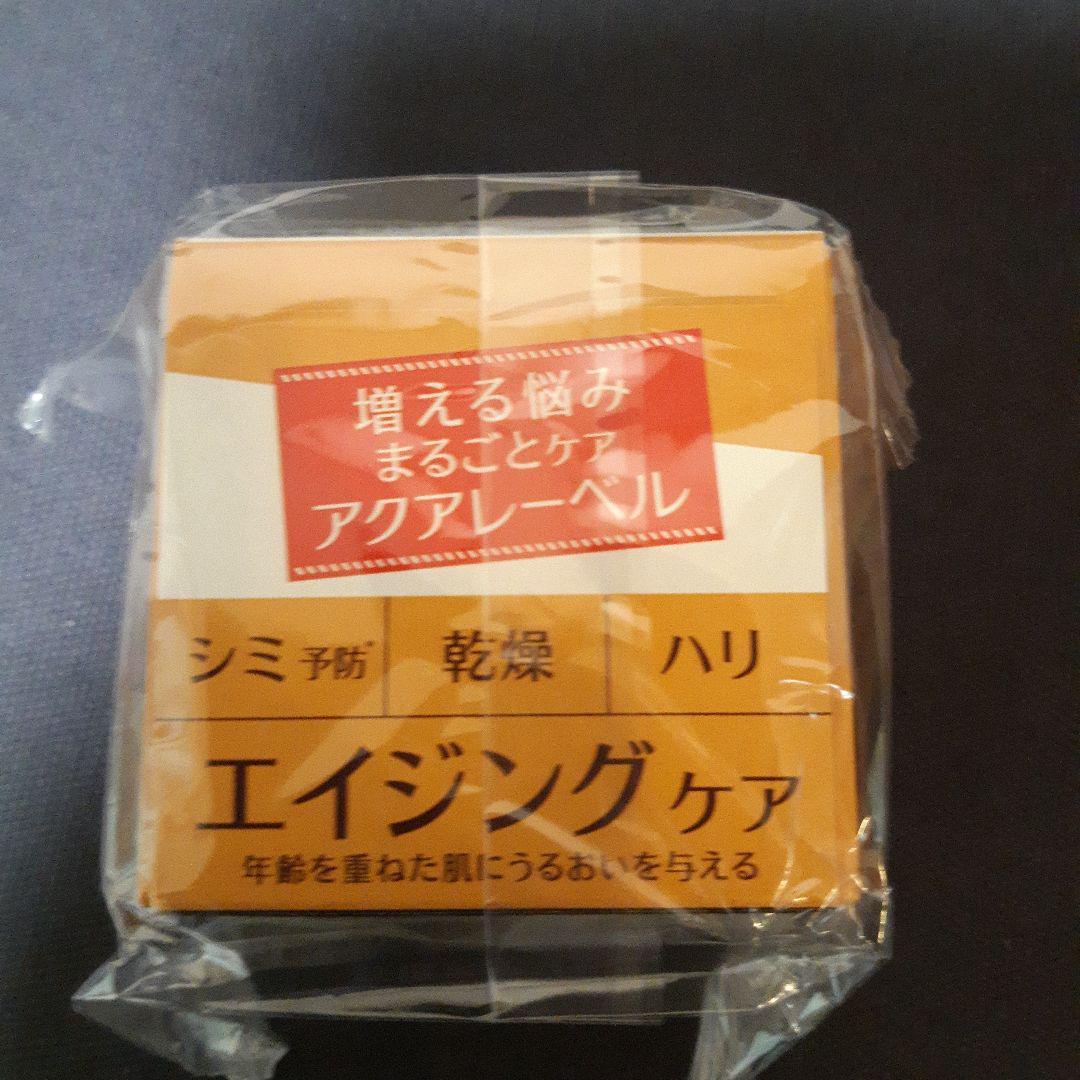 増える悩み
まるごとケア
アクアレーベル
シミ予防* 乾燥 ハリ
エイジングケア
年齢を重ねた肌にうるおいを与える